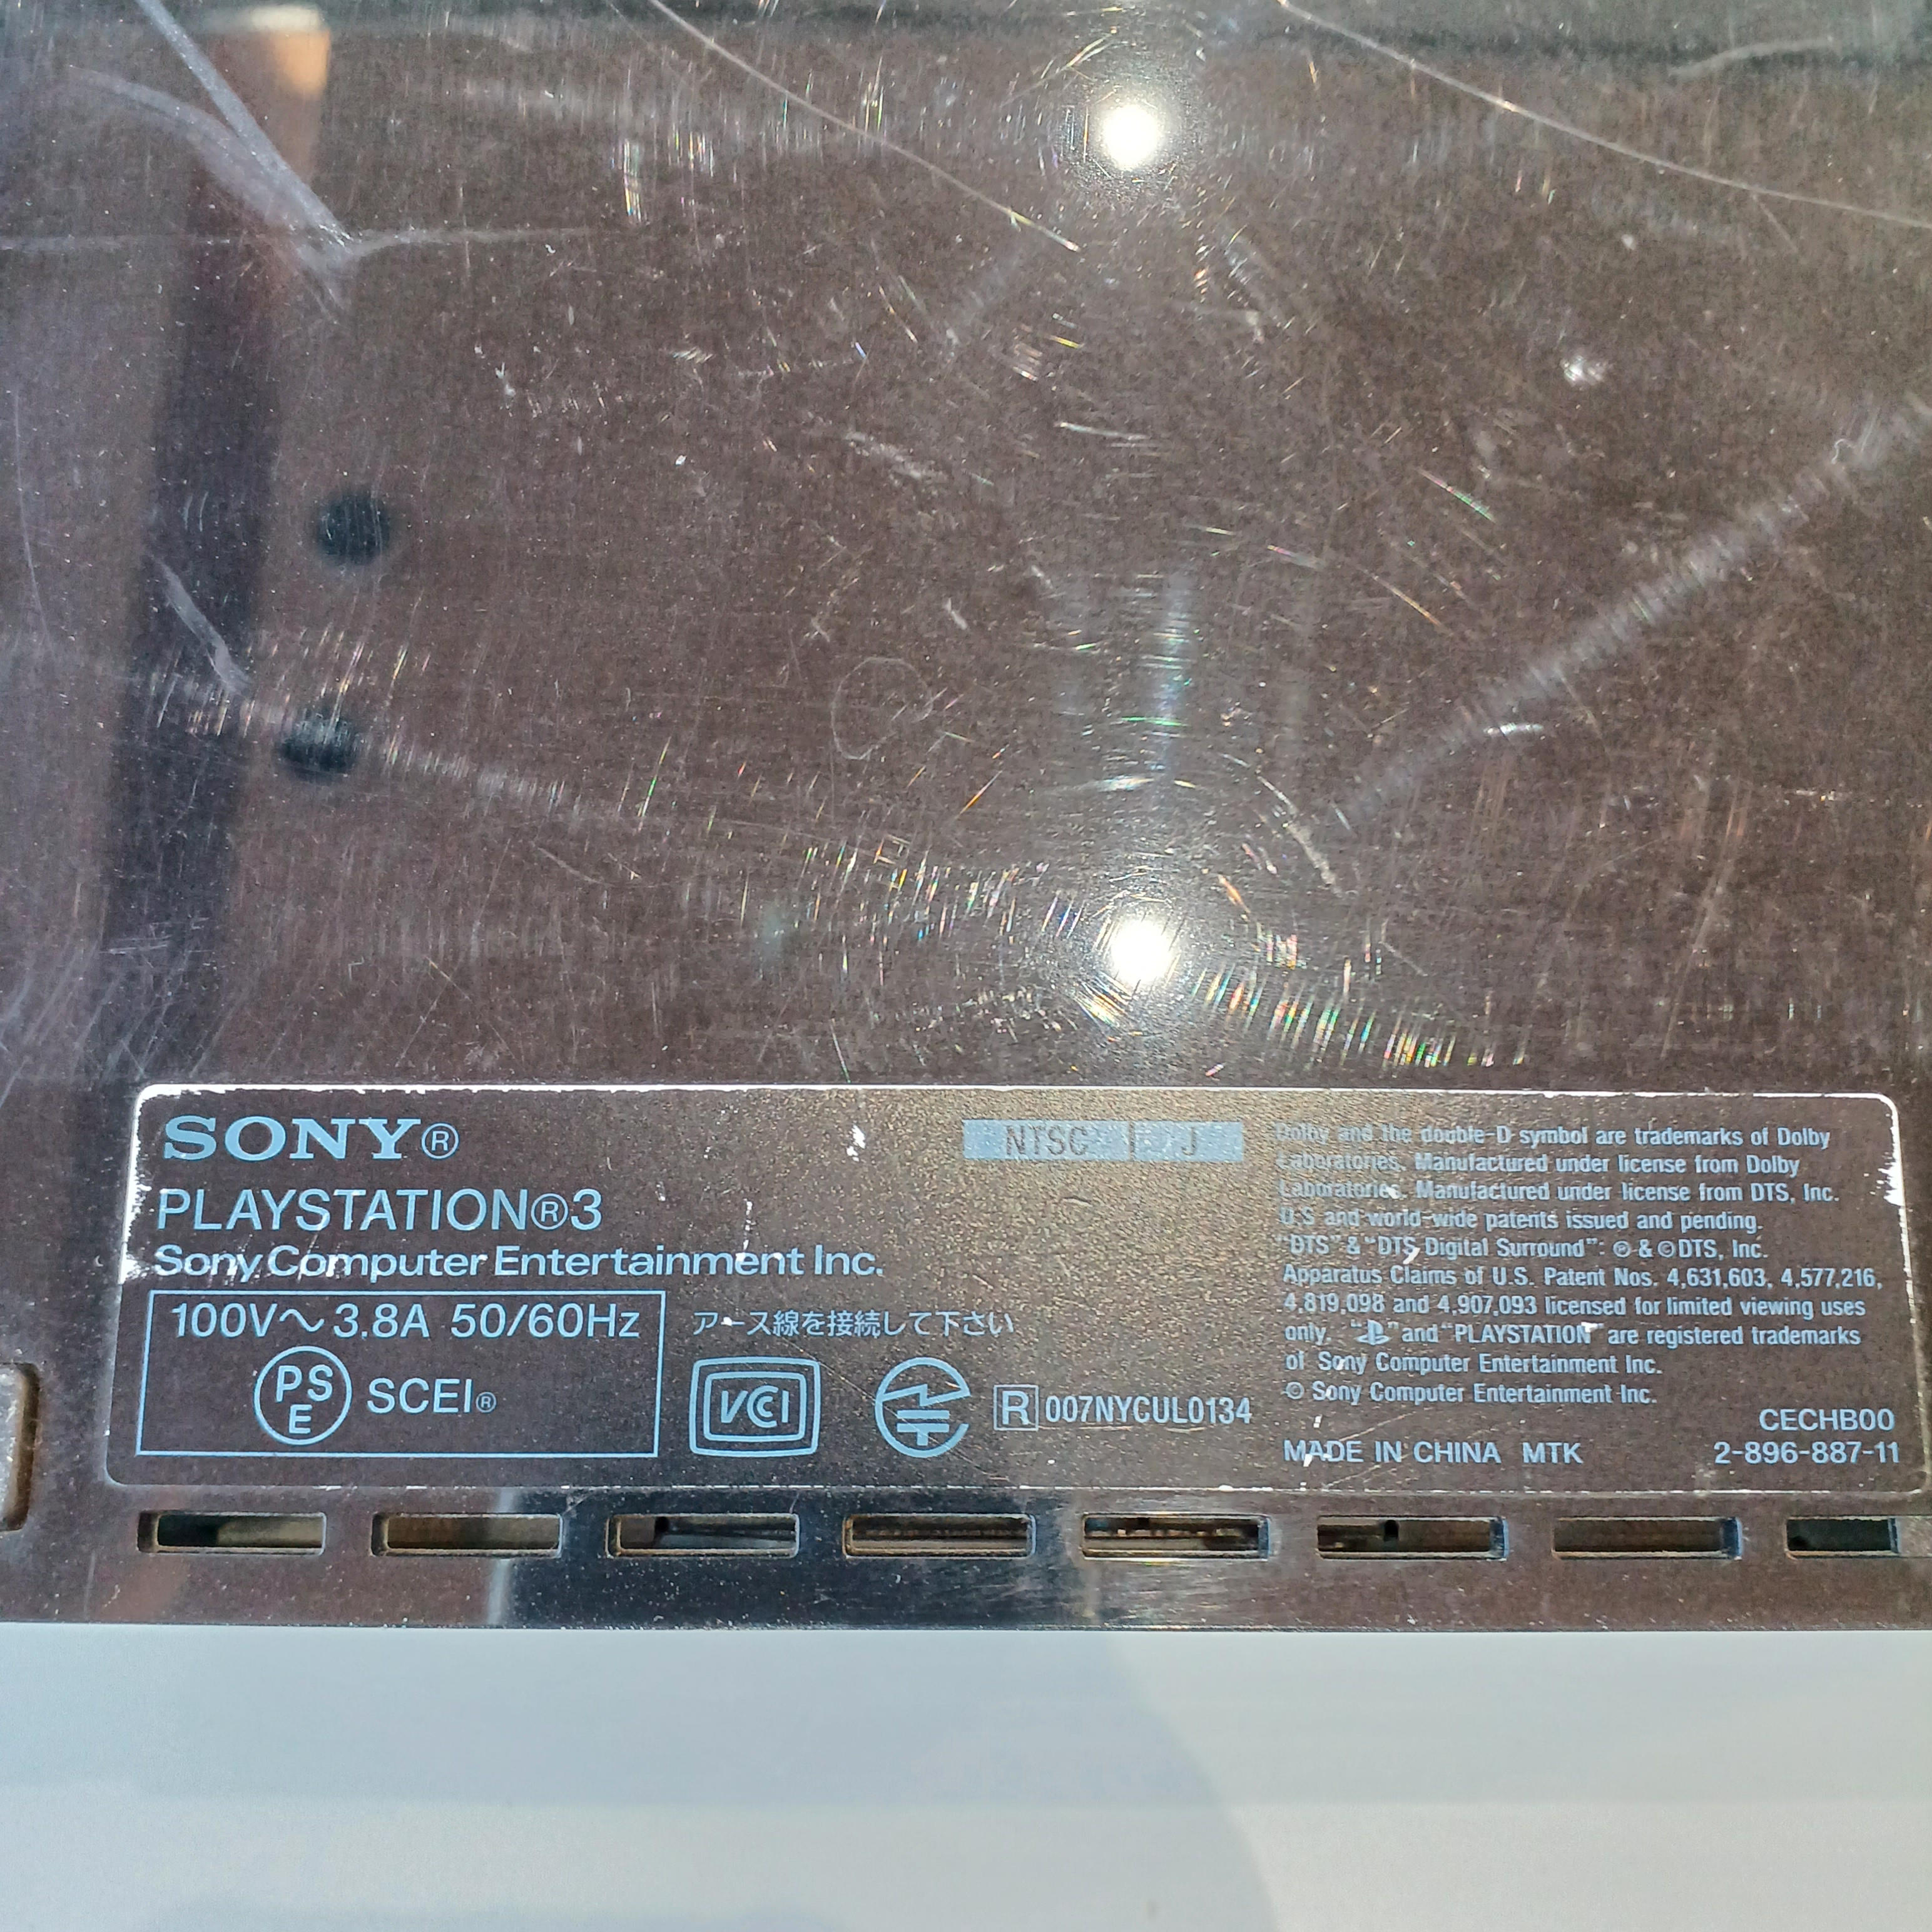 SONY®
PLAYSTATION®3
Sony Computer Entertainment Inc.
100V～3.8A 50/60Hz
PSE SCEI®
アース線を接続して下さい
VCCI
R 007NYCUL0134
NTSC J
Dolby and the double-D symbol are trademarks of Dolby
Laboratories. Manufactured under license from Dolby
Laboratories. Manufactured under license from DTS, Inc.
U.S and world-wide patents issued and pending.
"DTS" & "DTS Digital Surround": ℗ & © DTS, Inc.
Apparatus Claims of U.S. Patent Nos. 4,631,603, 4,577,216,
4,819,098 and 4,907,093 licensed for limited viewing uses
only. "PS" and "PLAYSTATION" are registered trademarks
of Sony Computer Entertainment Inc.
© Sony Computer Entertainment Inc.
CECHB00
MADE IN CHINA MTK 2-896-887-11